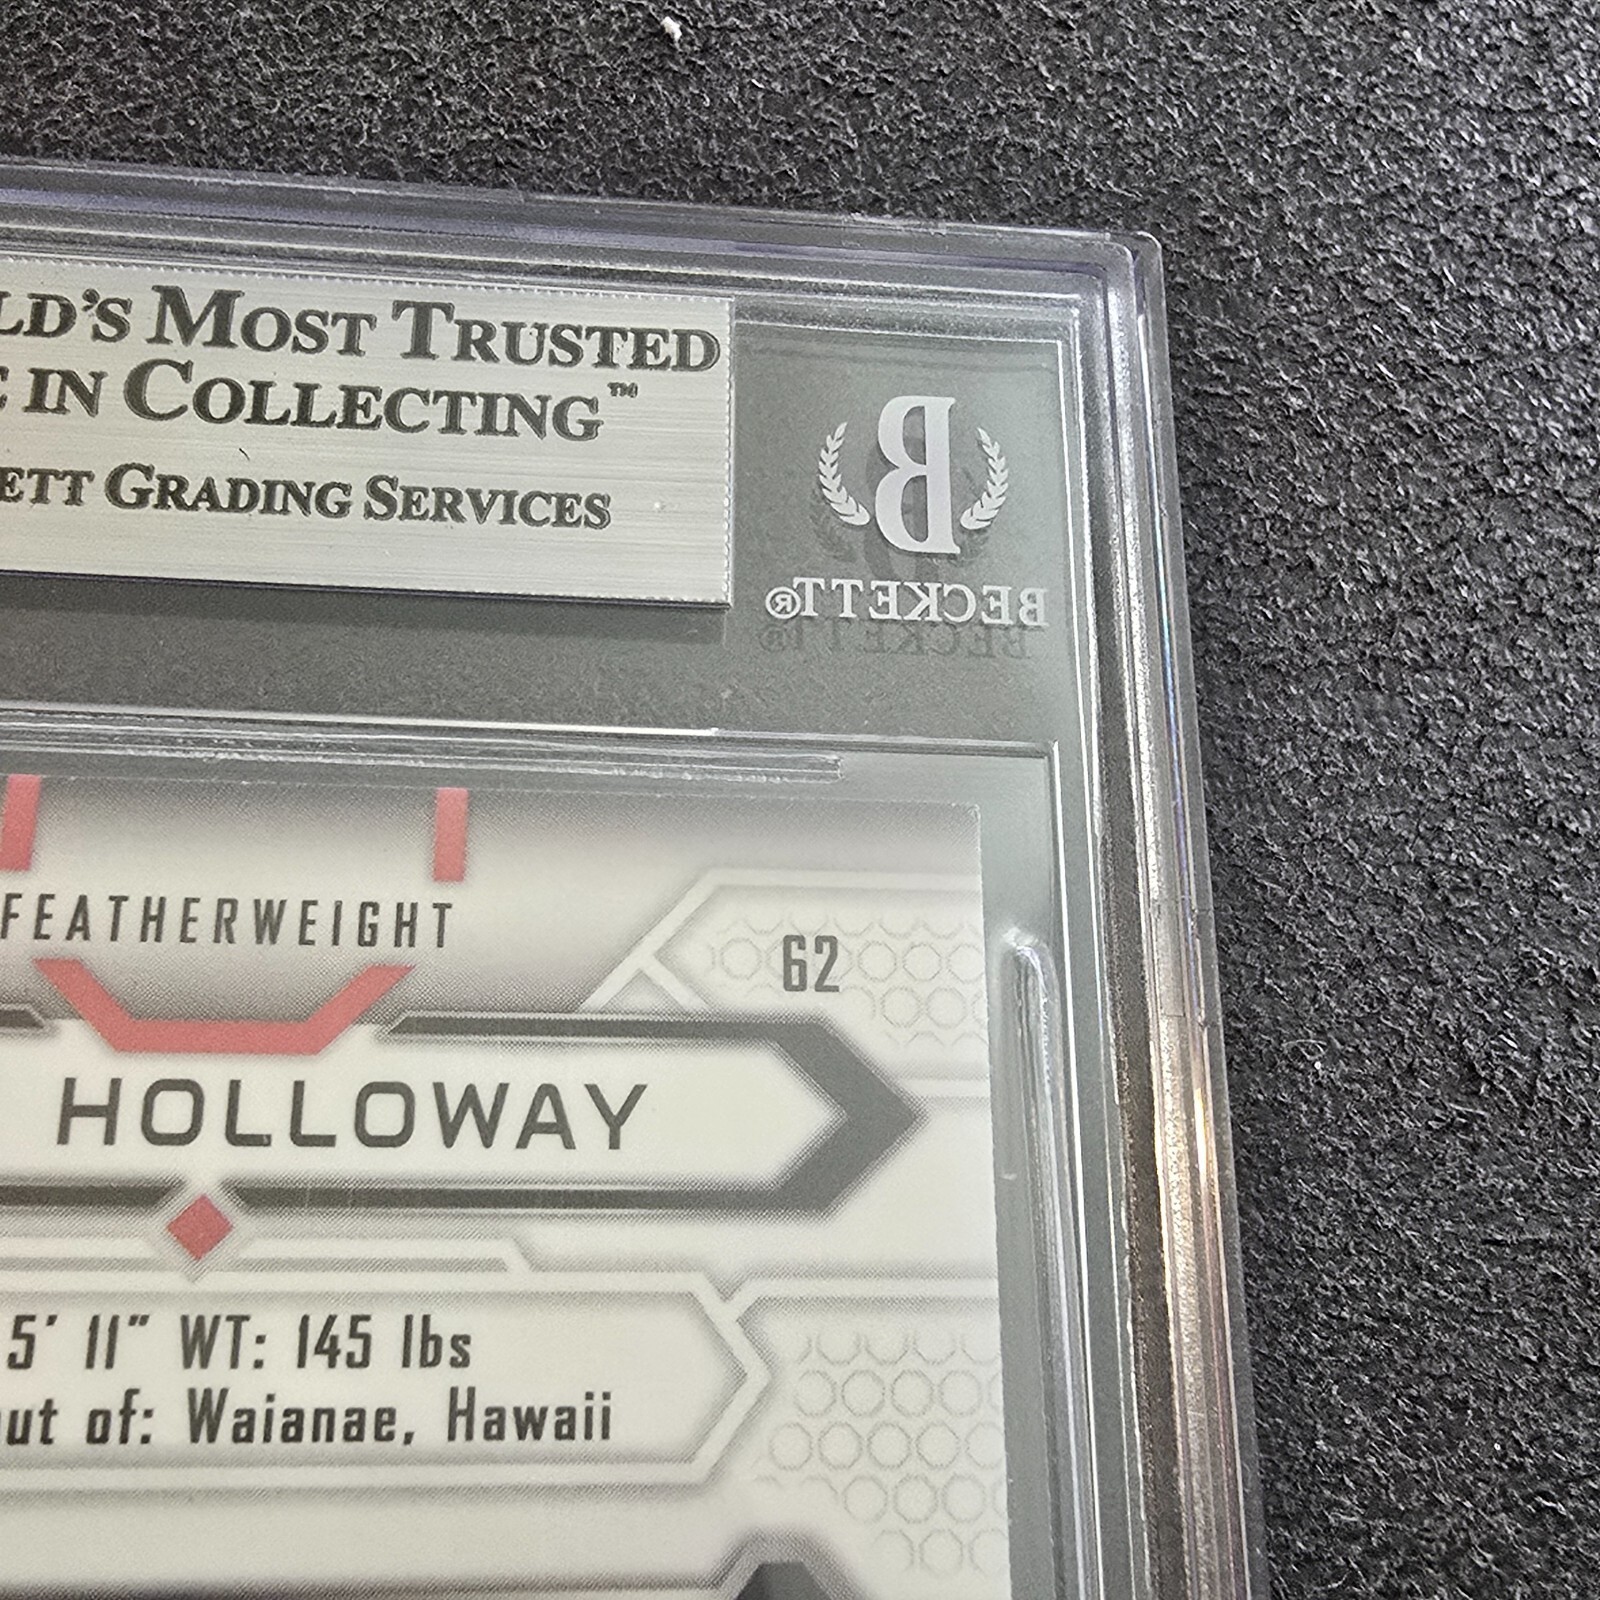 LD'S MOST TRUSTED
E IN COLLECTING™
ETT GRADING SERVICES
B
BECKETT®
FEATHERWEIGHT
62
HOLLOWAY
5' 11" WT: 145 lbs
ut of: Waianae, Hawaii